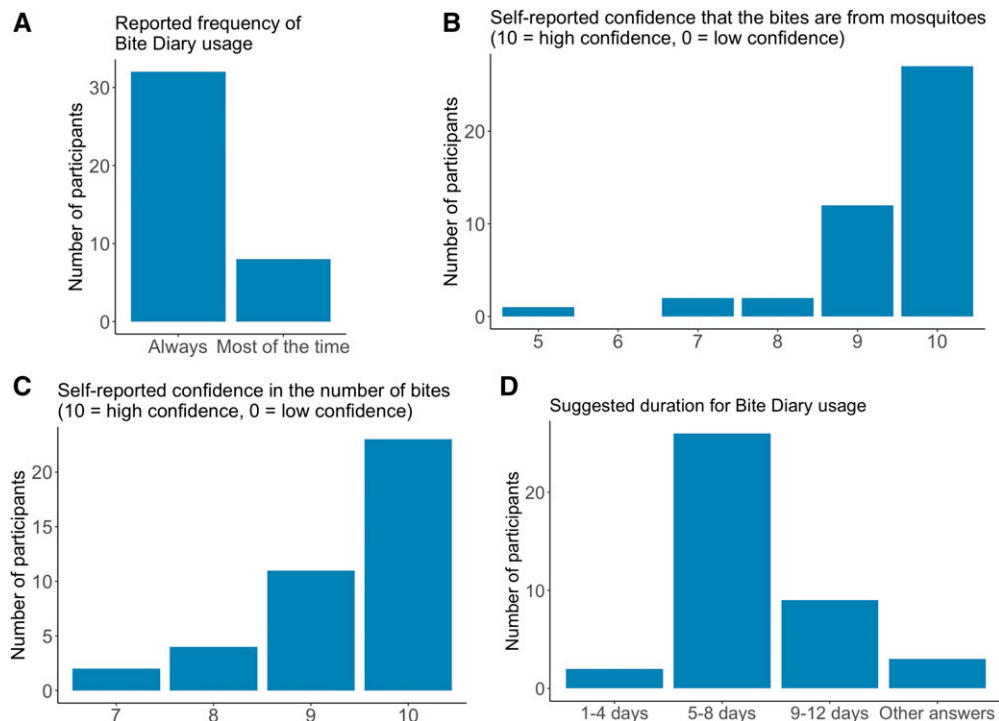 A
Reported frequency of
Bite Diary usage
Number of participants
30
20
10
0
Always Most of the time
B
Self-reported confidence that the bites are from mosquitoes
(10 = high confidence, 0 = low confidence)
Number of participants
20
10
0
5 6 7 8 9 10
C
Self-reported confidence in the number of bites
(10 = high confidence, 0 = low confidence)
Number of participants
20
15
10
5
0
7 8 9 10
D
Suggested duration for Bite Diary usage
Number of participants
20
10
0
1-4 days 5-8 days 9-12 days Other answers